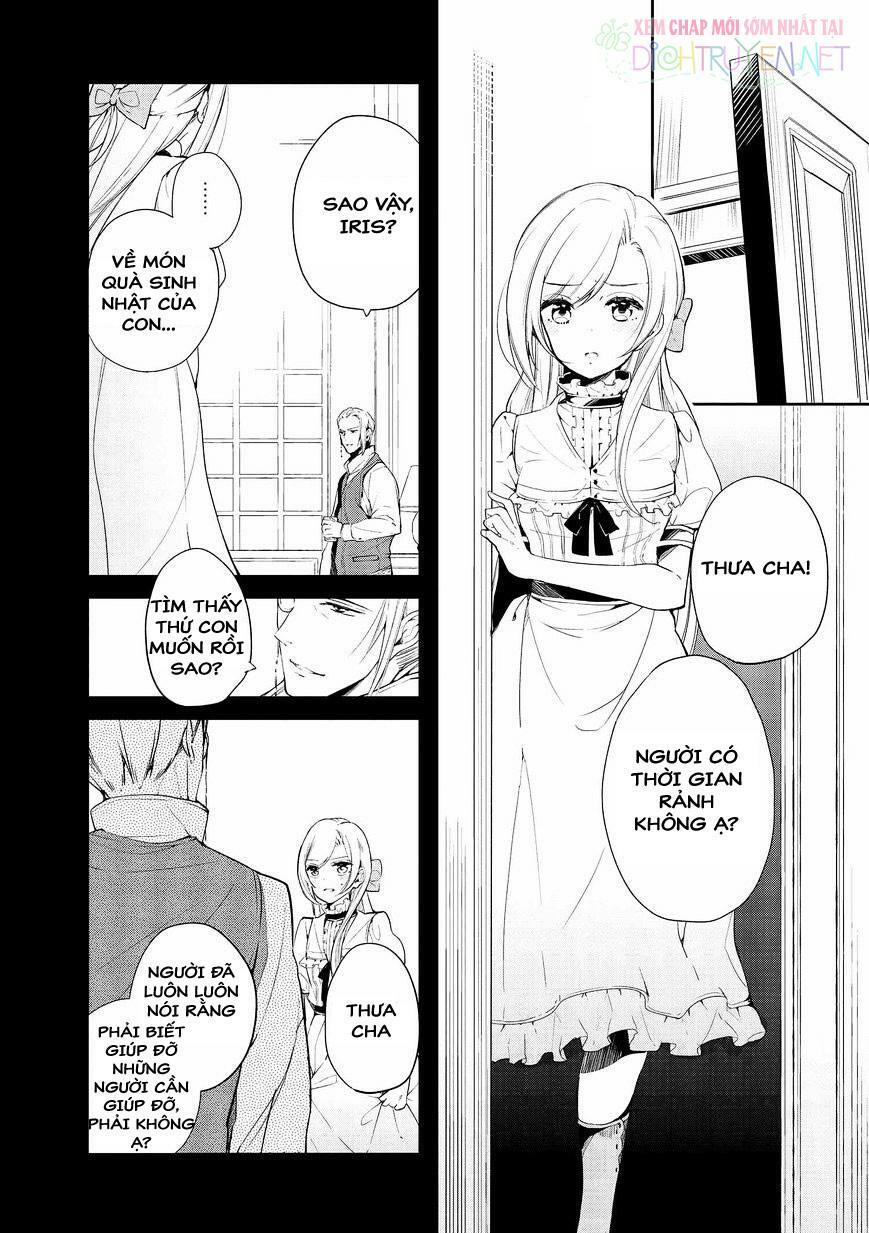 XEM CHAP MỚI SỚM NHẤT TẠI
DICHTRUYEN.NET
THƯA CHA!
NGƯỜI CÓ
THỜI GIAN
RẢNH
KHÔNG Ạ?
SAO VẬY,
IRIS?
......
VỀ MÓN
QUÀ SINH
NHẬT CỦA
CON...
TÌM THẤY
THỨ CON
MUỐN RỒI
SAO?
THƯA
CHA
NGƯỜI ĐÃ
LUÔN LUÔN
NÓI RẰNG
PHẢI BIẾT
GIÚP ĐỠ
NHỮNG
NGƯỜI CẦN
GIÚP ĐỠ,
PHẢI KHÔNG
Ạ?